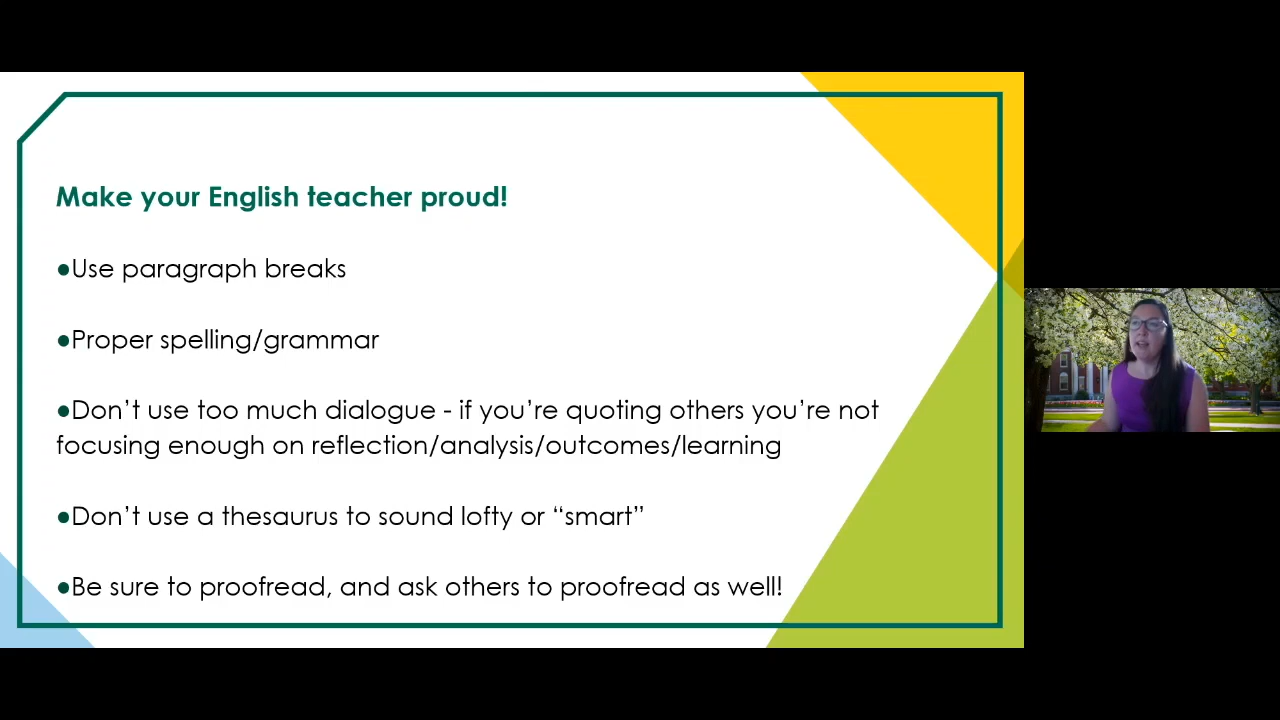 Make your English teacher proud!
●Use paragraph breaks
●Proper spelling/grammar
●Don’t use too much dialogue - if you’re quoting others you’re not
focusing enough on reflection/analysis/outcomes/learning
●Don’t use a thesaurus to sound lofty or “smart”
●Be sure to proofread, and ask others to proofread as well!